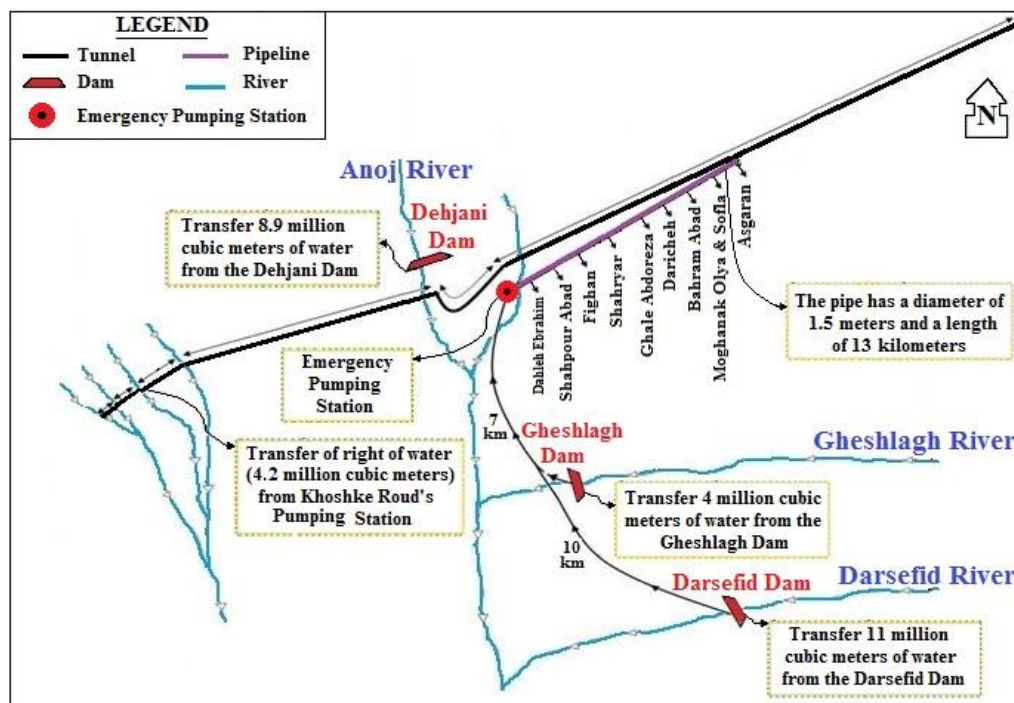 LEGEND
Tunnel
Pipeline
Dam
River
Emergency Pumping Station
N
Anoj River
Dehjani
Dam
Transfer 8.9 million
cubic meters of water
from the Dehjani Dam
Dahleh Ebrahim
Shahpour Abad
Fighan
Shahryar
Ghale Abdoreza
Daricheh
Bahram Abad
Moghanak Olya & Sofla
Asgaran
The pipe has a diameter of
1.5 meters and a length
of 13 kilometers
Emergency
Pumping
Station
7
km
Gheshlagh
Dam
Gheshlagh River
Transfer of right of water
(4.2 million cubic meters)
from Khoshke Roud's
Pumping Station
Transfer 4 million cubic
meters of water from the
Gheshlagh Dam
10
km
Darsefid Dam
Darsefid River
Transfer 11 million
cubic meters of water
from the Darsefid Dam